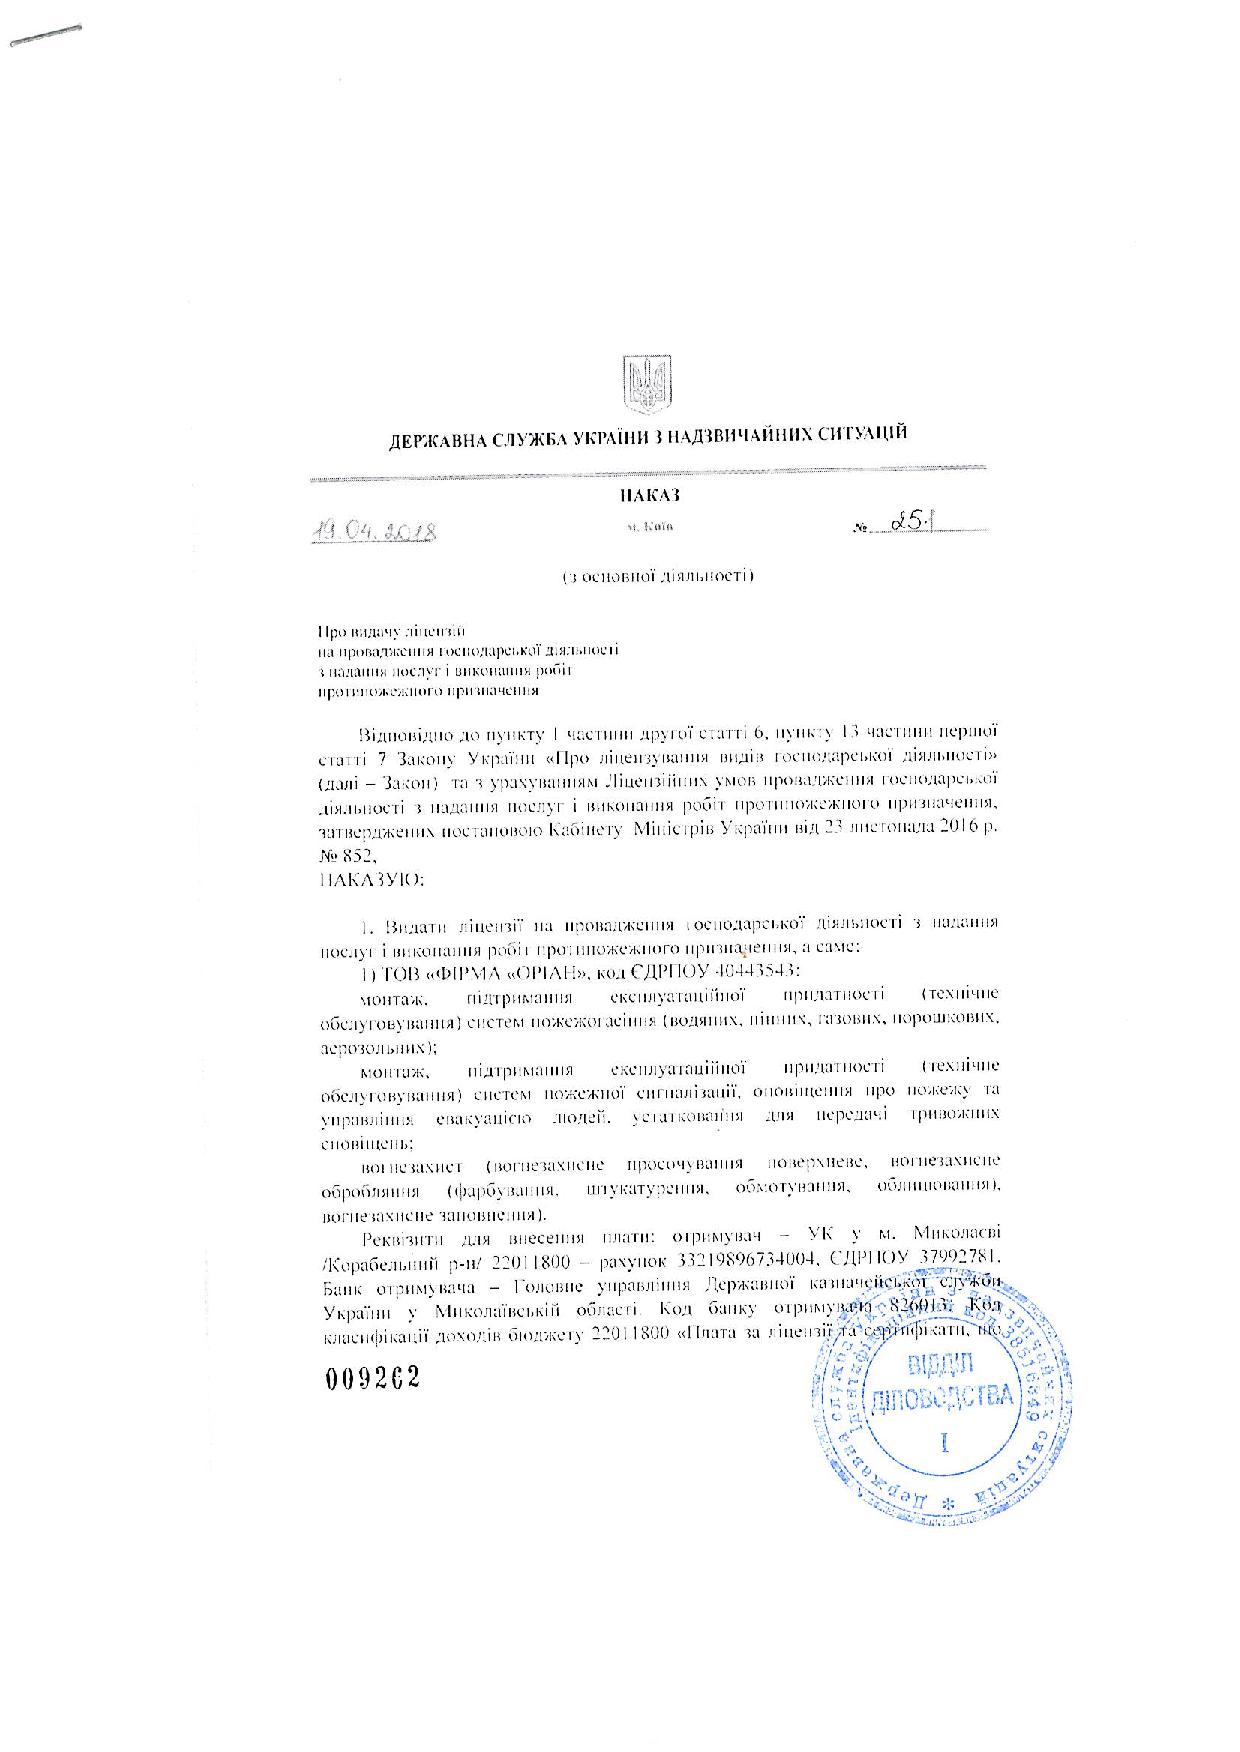 ДЕРЖАВНА СЛУЖБА УКРАЇНИ З НАДЗВИЧАЙНИХ СИТУАЦІЙ
НАКАЗ
19.04.2018 м. Київ № 251
(з основної діяльності)
Про видачу ліцензій
на провадження господарської діяльності
з надання послуг і виконання робіт
протипожежного призначення
Відповідно до пункту 1 частини другої статті 6, пункту 13 частини першої
статті 7 Закону України «Про ліцензування видів господарської діяльності»
(далі – Закон) та з урахуванням Ліцензійних умов провадження господарської
діяльності з надання послуг і виконання робіт протипожежного призначення,
затверджених постановою Кабінету Міністрів України від 23 листопада 2016 р.
№ 852,
НАКАЗУЮ:
1. Видати ліцензії на провадження господарської діяльності з надання
послуг і виконання робіт протипожежного призначення, а саме:
1) ТОВ «ФІРМА «ОРІАН», код ЄДРПОУ 40443543:
монтаж, підтримання експлуатаційної придатності (технічне
обслуговування) систем пожежогасіння (водяних, пінних, газових, порошкових,
аерозольних);
монтаж, підтримання експлуатаційної придатності (технічне
обслуговування) систем пожежної сигналізації, оповіщення про пожежу та
управління евакуацією людей, устатковання для передачі тривожних
сповіщень;
вогнезахист (вогнезахисне просочування поверхневе, вогнезахисне
обробляння (фарбування, штукатурення, обмотування, облицювання),
вогнезахисне заповнення).
Реквізити для внесення плати: отримувач – УК у м. Миколаєві
/Корабельний р-н/ 22011800 – рахунок 33219896734004, ЄДРПОУ 37992781.
Банк отримувача – Головне управління Державної казначейської служби
України у Миколаївській області. Код банку отримувача 826013. Код
класифікації доходів бюджету 22011800 «Плата за ліцензії та сертифікати, що
009262
Державна служба України з надзвичайних ситуацій *
Ідентифікаційний код 38516849
ВІДДІЛ
ДІЛОВОДСТВА
І